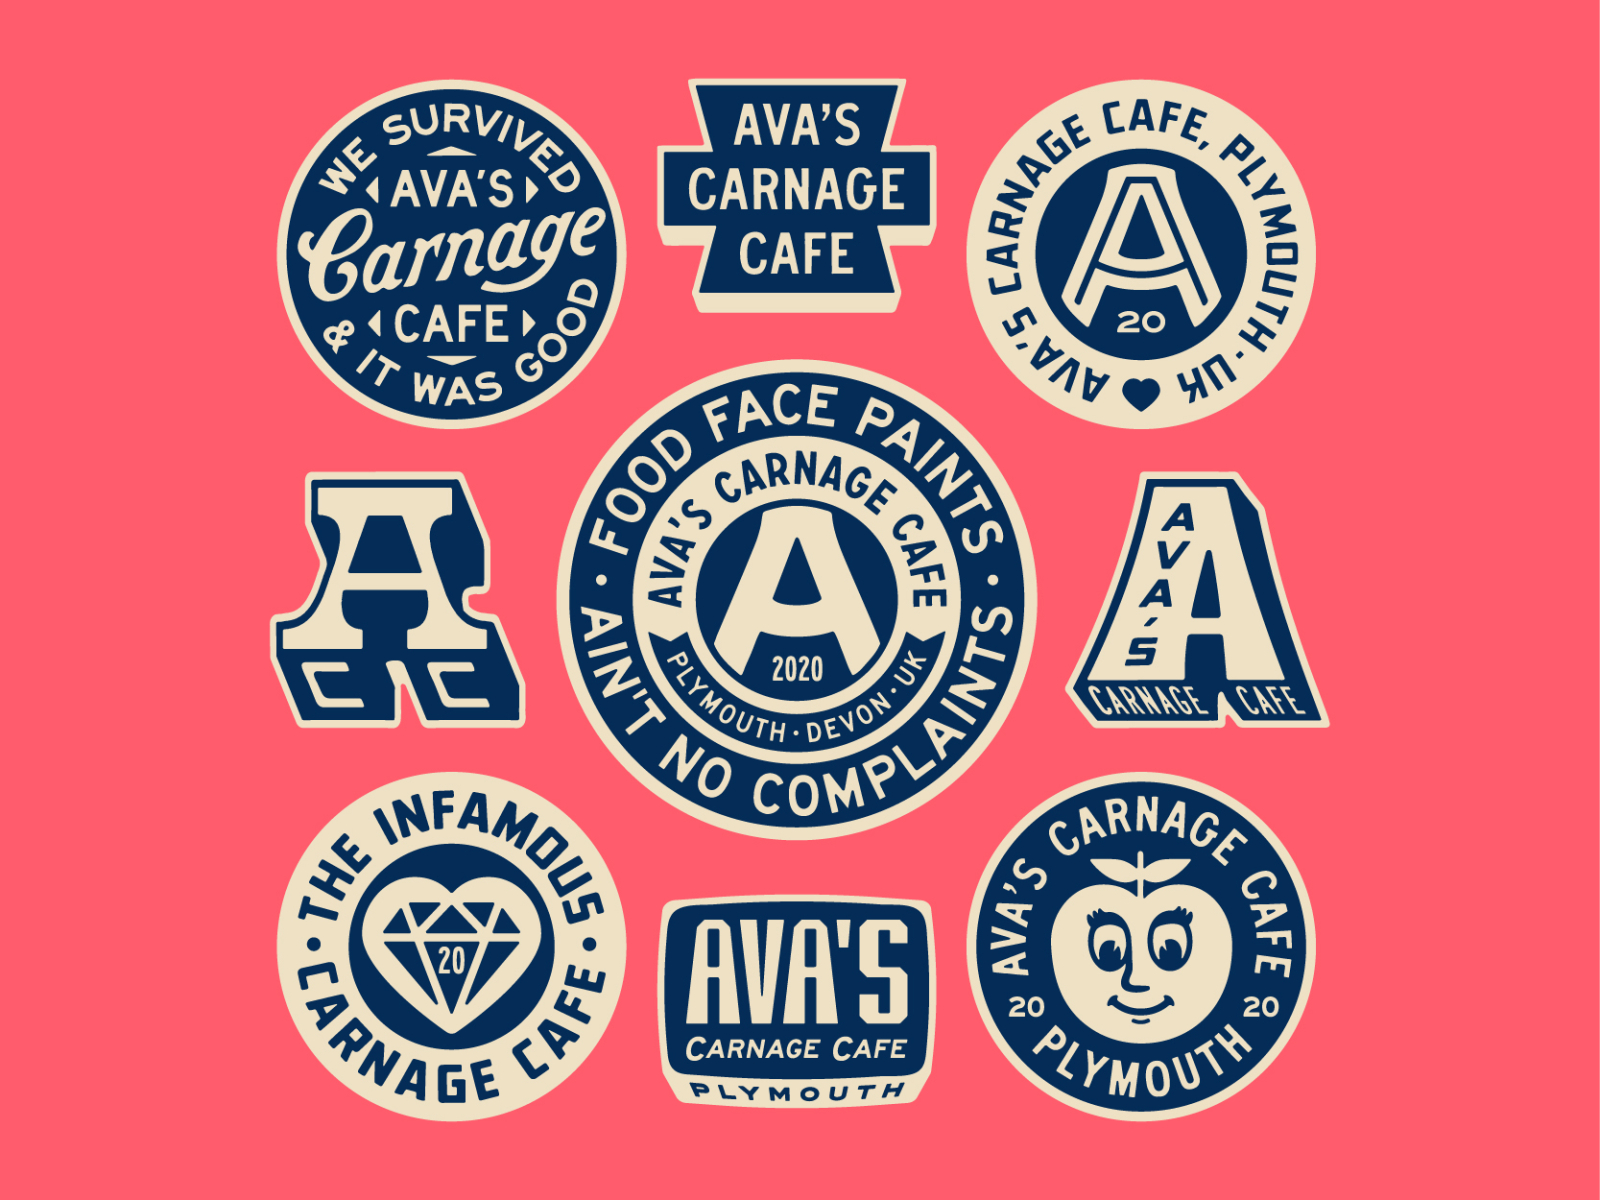 WE SURVIVED
AVA'S
Carnage
CAFE
& IT WAS GOOD
AVA'S
CARNAGE
CAFE
AVA'S CARNAGE CAFE, PLYMOUTH · UK
A
20
FOOD FACE PAINTS
AVA'S CARNAGE CAFE
A
2020
PLYMOUTH · DEVON · UK
AIN'T NO COMPLAINTS
A
C C
A
AVA'S
CARNAGE CAFE
THE INFAMOUS
20
CARNAGE CAFE
AVA'S
CARNAGE CAFE
PLYMOUTH
AVA'S CARNAGE CAFE
20 20
PLYMOUTH